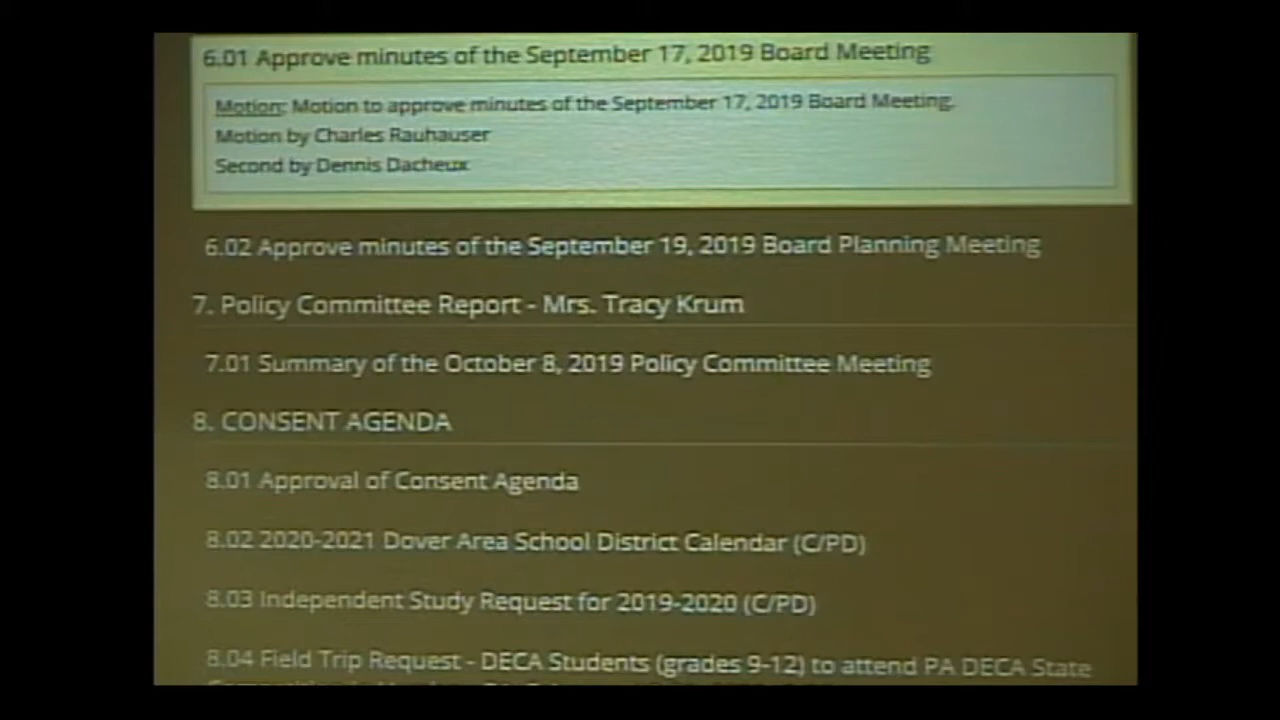 6.01 Approve minutes of the September 17, 2019 Board Meeting
Motion: Motion to approve minutes of the September 17, 2019 Board Meeting.
Motion by Charles Rauhauser
Second by Dennis Dacheux
6.02 Approve minutes of the September 19, 2019 Board Planning Meeting
7. Policy Committee Report - Mrs. Tracy Krum
7.01 Summary of the October 8, 2019 Policy Committee Meeting
8. CONSENT AGENDA
8.01 Approval of Consent Agenda
8.02 2020-2021 Dover Area School District Calendar (C/PD)
8.03 Independent Study Request for 2019-2020 (C/PD)
8.04 Field Trip Request - DECA Students (grades 9-12) to attend PA DECA State